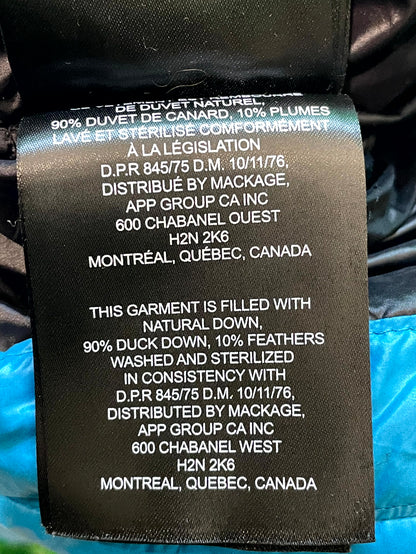 DE DUVET NATUREL,
90% DUVET DE CANARD, 10% PLUMES
LAVÉ ET STÉRILISÉ COMFORMÉMENT
À LA LÉGISLATION
D.P.R 845/75 D.M. 10/11/76,
DISTRIBUÉ BY MACKAGE,
APP GROUP CA INC
600 CHABANEL OUEST
H2N 2K6
MONTRÉAL, QUÉBEC, CANADA
THIS GARMENT IS FILLED WITH
NATURAL DOWN,
90% DUCK DOWN, 10% FEATHERS
WASHED AND STERILIZED
IN CONSISTENCY WITH
D.P.R 845/75 D.M. 10/11/76,
DISTRIBUTED BY MACKAGE,
APP GROUP CA INC
600 CHABANEL WEST
H2N 2K6
MONTREAL, QUEBEC, CANADA